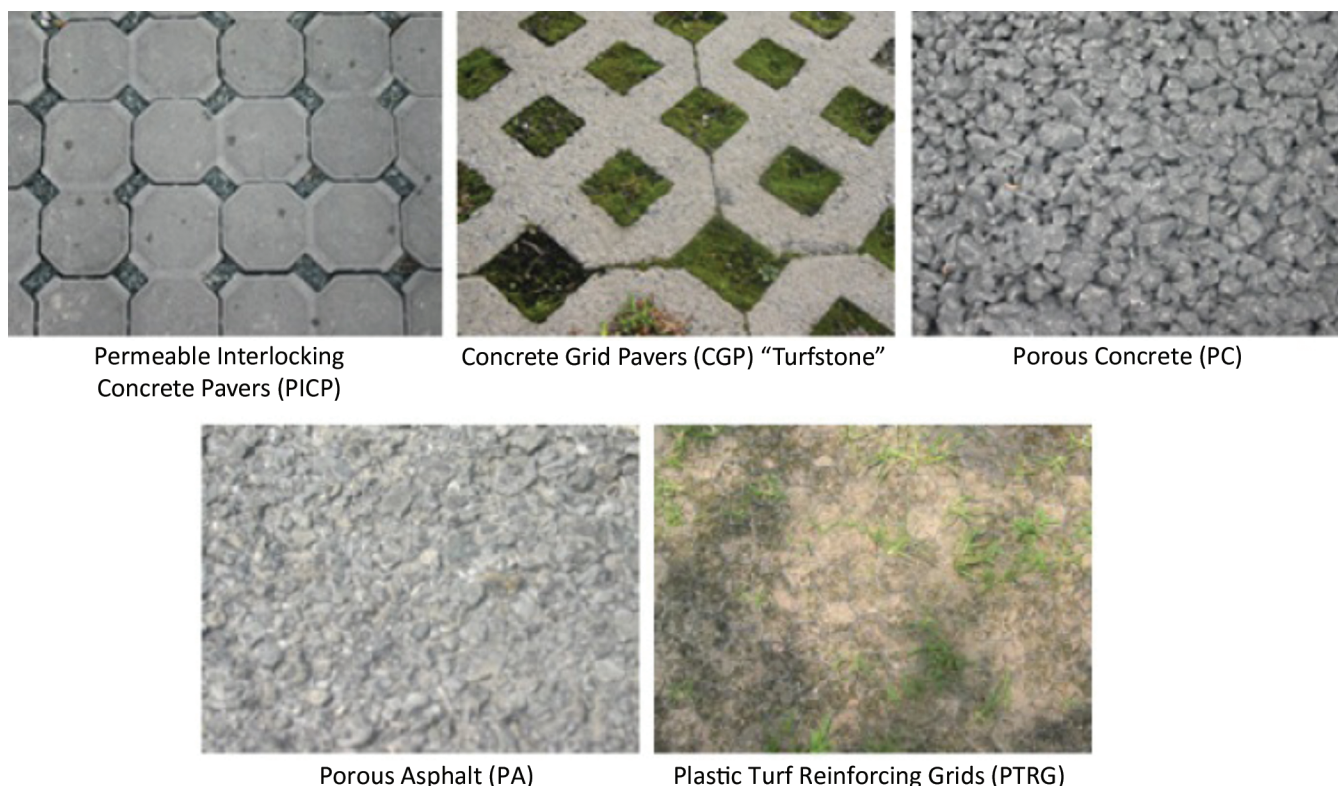 Permeable Interlocking
Concrete Pavers (PICP)
Concrete Grid Pavers (CGP) “Turfstone”
Porous Concrete (PC)
Porous Asphalt (PA)
Plastic Turf Reinforcing Grids (PTRG)